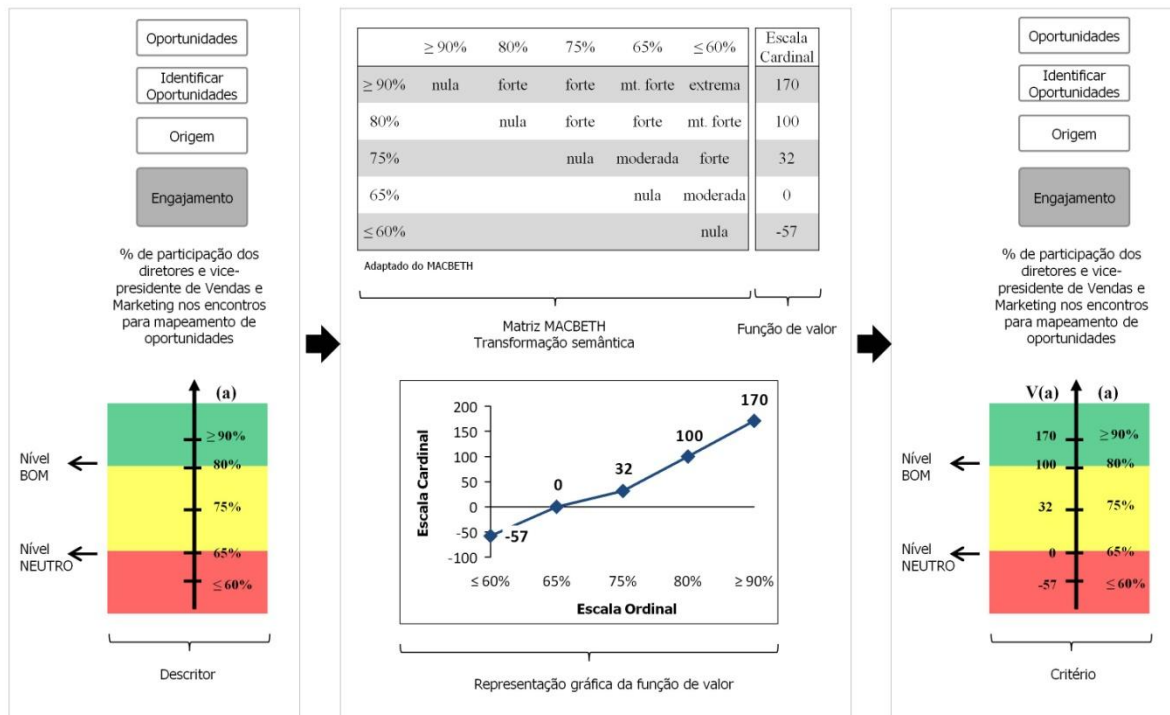 Oportunidades
Identificar
Oportunidades
Origem
Engajamento
% de participação dos
diretores e vice-
presidente de Vendas e
Marketing nos encontros
para mapeamento de
oportunidades
(a)
≥ 90%
Nível
BOM
80%
75%
Nível
NEUTRO
65%
≤ 60%
Descritor
≥ 90% 80% 75% 65% ≤ 60% Escala
Cardinal
≥ 90% nula forte forte mt. forte extrema 170
80% nula forte forte mt. forte 100
75% nula moderada forte 32
65% nula moderada 0
≤ 60% nula -57
Adaptado do MACBETH
Matriz MACBETH
Transformação semântica
Função de valor
Escala Cardinal
200
150
100
50
0
-50
-100
-57
0
32
100
170
≤ 60% 65% 75% 80% ≥ 90%
Escala Ordinal
Representação gráfica da função de valor
Oportunidades
Identificar
Oportunidades
Origem
Engajamento
% de participação dos
diretores e vice-
presidente de Vendas e
Marketing nos encontros
para mapeamento de
oportunidades
V(a) (a)
170 ≥ 90%
Nível
BOM
100 80%
32 75%
Nível
NEUTRO
0 65%
-57 ≤ 60%
Critério